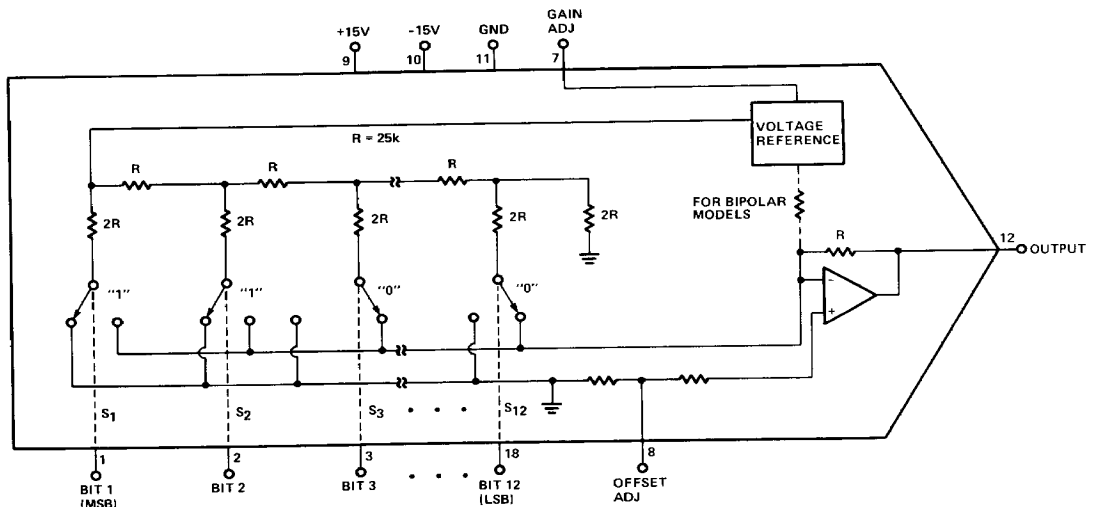 GAIN
ADJ
+15V
-15V
GND
9
10
11
7
VOLTAGE
REFERENCE
R = 25k
R
R
R
2R
2R
2R
2R
2R
FOR BIPOLAR
MODELS
R
12
OUTPUT
"1"
"1"
"0"
"0"
-
+
S1
S2
S3
. . .
S12
1
2
3
18
8
BIT 1
(MSB)
BIT 2
BIT 3
. . .
BIT 12
(LSB)
OFFSET
ADJ